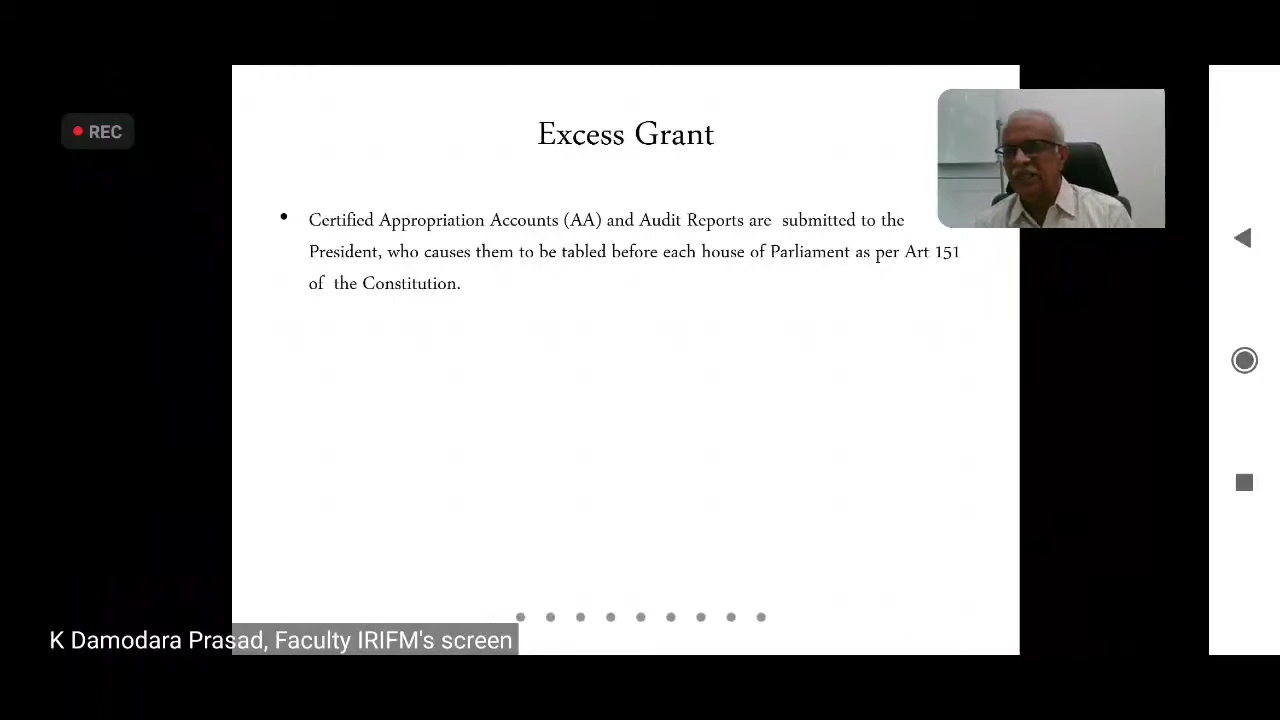 REC
Excess Grant
• Certified Appropriation Accounts (AA) and Audit Reports are submitted to the
President, who causes them to be tabled before each house of Parliament as per Art 151
of the Constitution.
K Damodara Prasad, Faculty IRIFM's screen